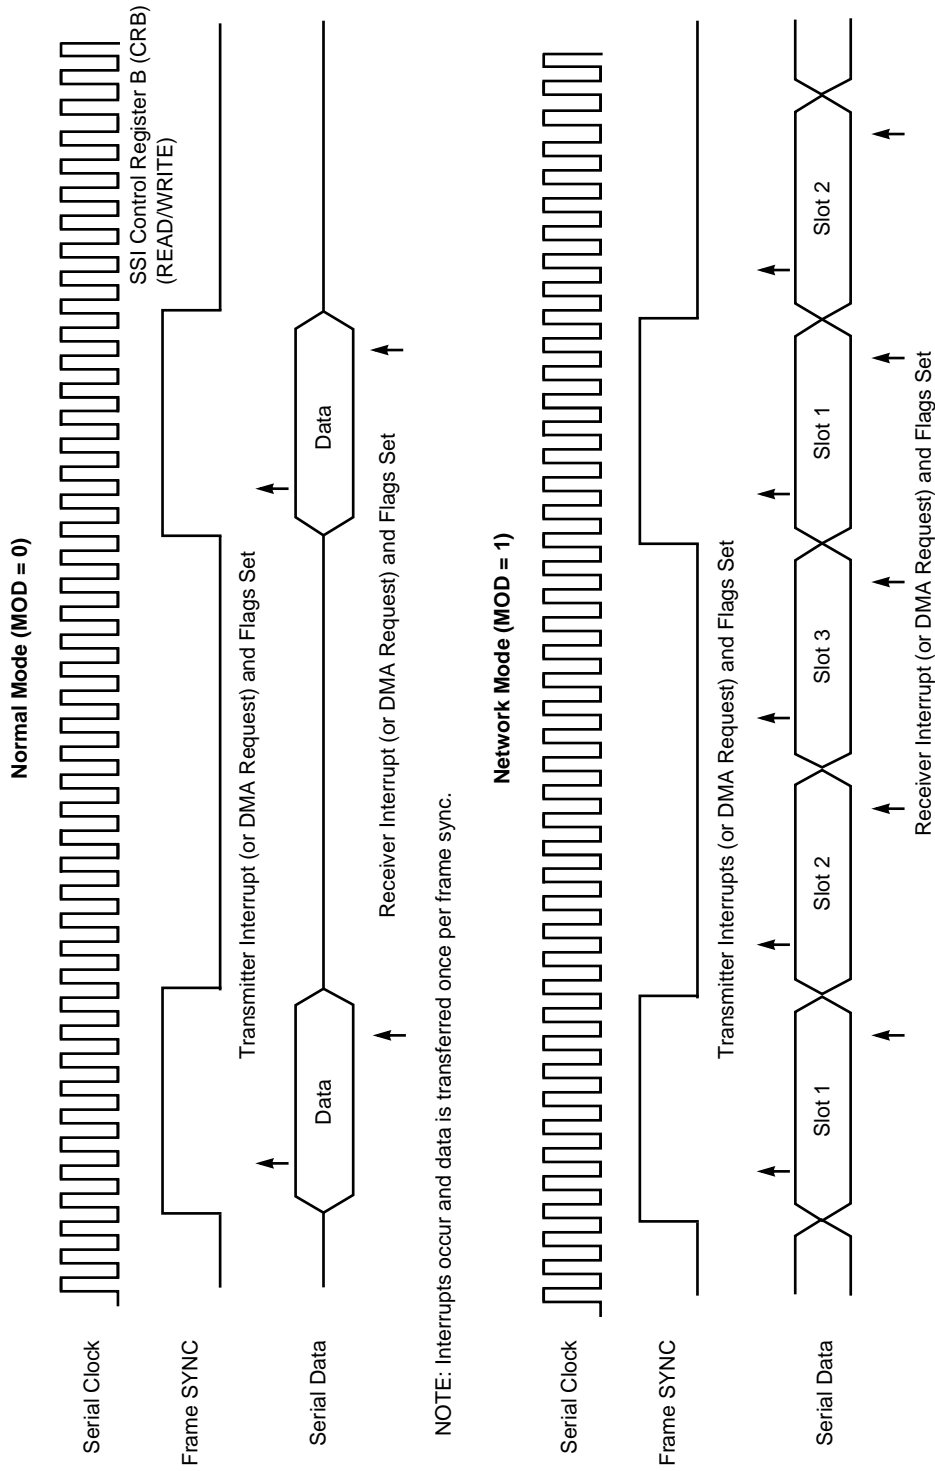 Normal Mode (MOD = 0)
Serial Clock
SSI Control Register B (CRB)
(READ/WRITE)
Frame SYNC
Transmitter Interrupt (or DMA Request) and Flags Set
Serial Data
Data
Data
Receiver Interrupt (or DMA Request) and Flags Set
NOTE: Interrupts occur and data is transferred once per frame sync.
Network Mode (MOD = 1)
Serial Clock
Frame SYNC
Transmitter Interrupts (or DMA Request) and Flags Set
Serial Data
Slot 1
Slot 2
Slot 3
Slot 1
Slot 2
Receiver Interrupt (or DMA Request) and Flags Set